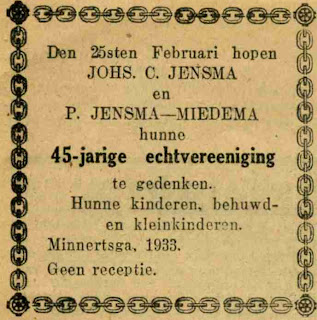 Den 25sten Februari hopen
JOHS. C. JENSMA
en
P. JENSMA—MIEDEMA
hunne
45-jarige echtvereeniging
te gedenken.
Hunne kinderen, behuwd-
en kleinkinderen.
Minnertsga, 1933.
Geen receptie.